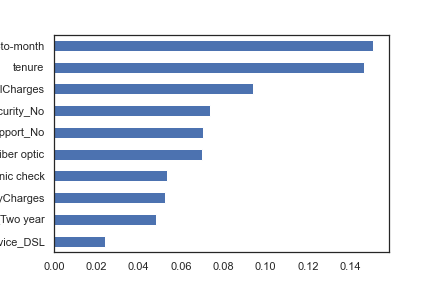 to-month
tenure
lCharges
curity_No
pport_No
iber optic
nic check
yCharges
Two year
vice_DSL
0.00 0.02 0.04 0.06 0.08 0.10 0.12 0.14